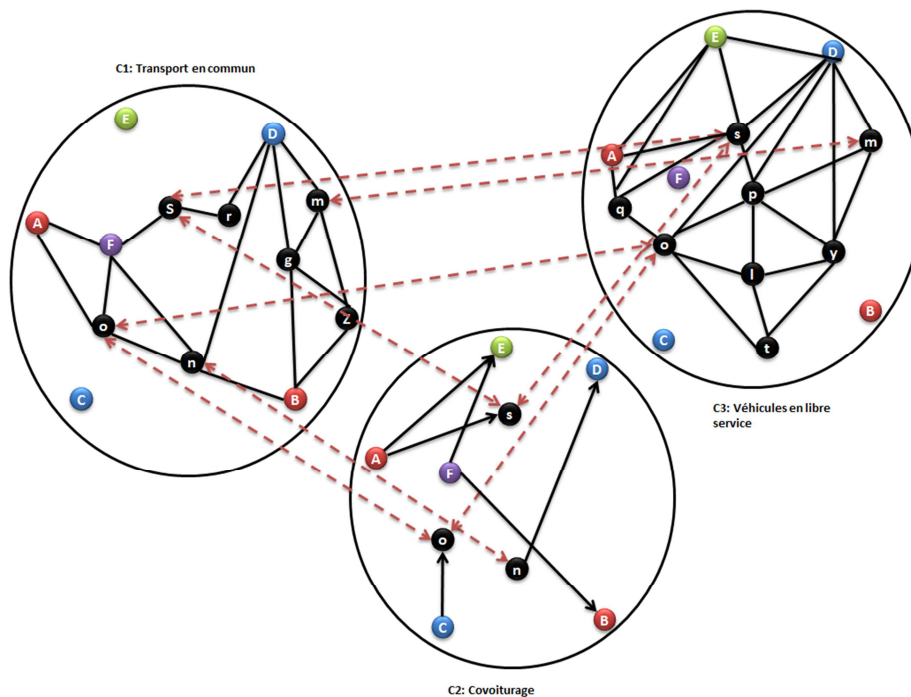 C1: Transport en commun
E
D
A
S
r
m
F
g
o
Z
n
C
B
E
D
s
m
A
F
p
q
o
y
l
B
C
t
C3: Véhicules en libre
service
E
D
s
A
F
o
n
C
B
C2: Covoiturage